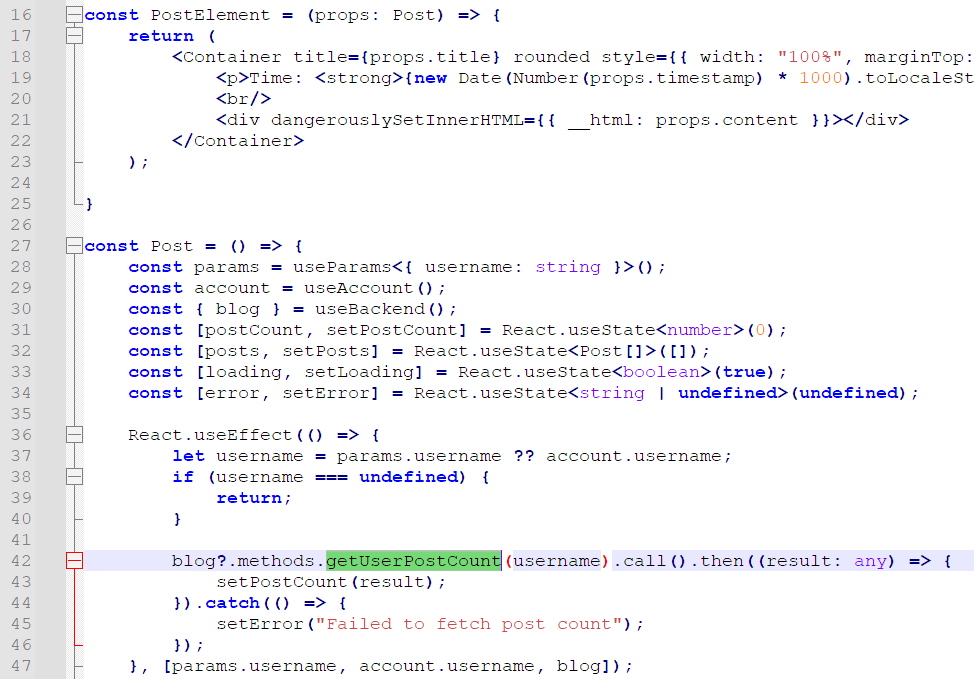 16 const PostElement = (props: Post) => {
17     return (
18         <Container title={props.title} rounded style={{ width: "100%", marginTop:
19             <p>Time: <strong>{new Date(Number(props.timestamp) * 1000).toLocaleSt
20             <br/>
21             <div dangerouslySetInnerHTML={{ __html: props.content }}></div>
22         </Container>
23     );
24
25 }
26
27 const Post = () => {
28     const params = useParams<{ username: string }>();
29     const account = useAccount();
30     const { blog } = useBackend();
31     const [postCount, setPostCount] = React.useState<number>(0);
32     const [posts, setPosts] = React.useState<Post[]>([]);
33     const [loading, setLoading] = React.useState<boolean>(true);
34     const [error, setError] = React.useState<string | undefined>(undefined);
35
36     React.useEffect(() => {
37         let username = params.username ?? account.username;
38         if (username === undefined) {
39             return;
40         }
41
42         blog?.methods.getUserPostCount(username).call().then((result: any) => {
43             setPostCount(result);
44         }).catch(() => {
45             setError("Failed to fetch post count");
46         });
47     }, [params.username, account.username, blog]);